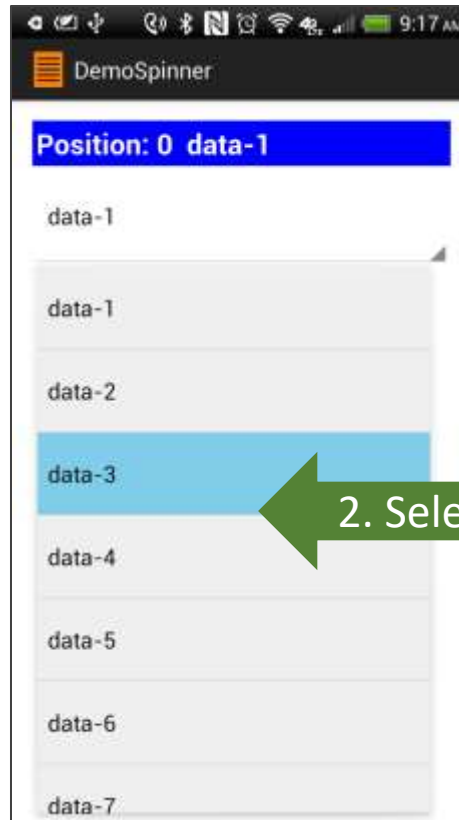 9:17 AM
DemoSpinner
Position: 0 data-1
data-1
data-1
data-2
data-3
2. Sele
data-4
data-5
data-6
data-7